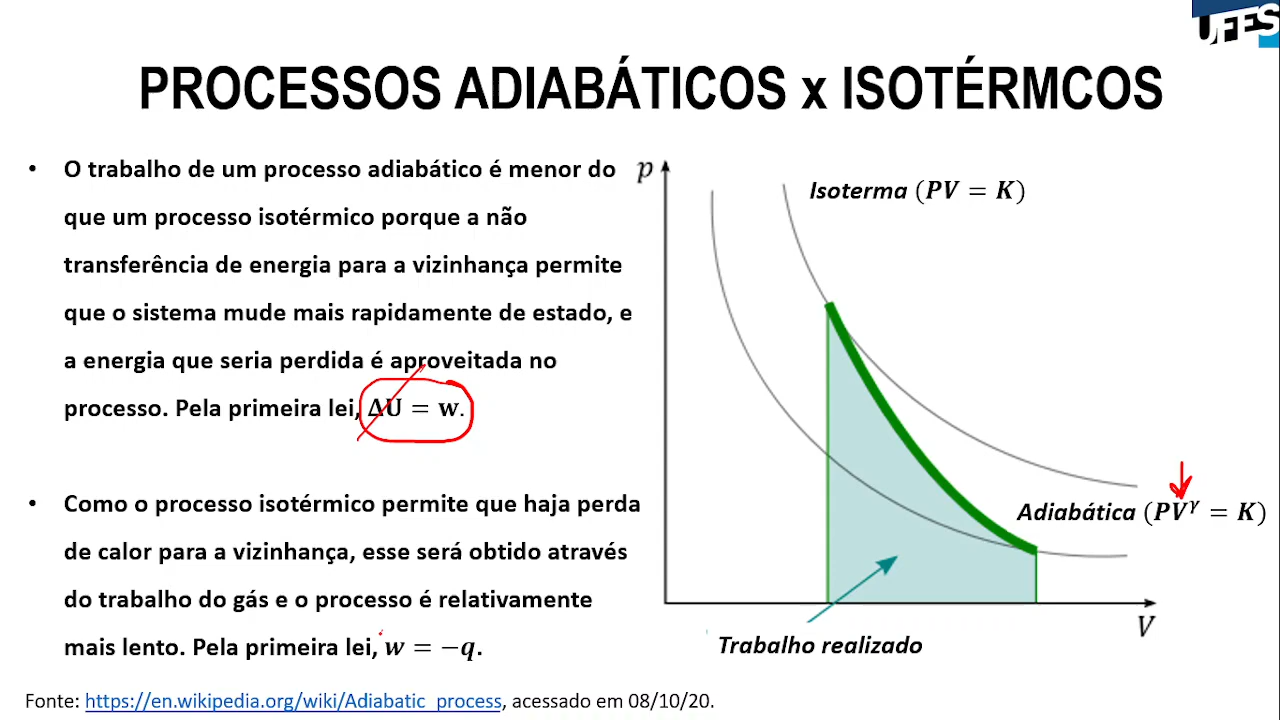 UFES
PROCESSOS ADIABÁTICOS x ISOTÉRMCOS
• O trabalho de um processo adiabático é menor do
que um processo isotérmico porque a não
transferência de energia para a vizinhança permite
que o sistema mude mais rapidamente de estado, e
a energia que seria perdida é aproveitada no
processo. Pela primeira lei, ΔU = w.
• Como o processo isotérmico permite que haja perda
de calor para a vizinhança, esse será obtido através
do trabalho do gás e o processo é relativamente
mais lento. Pela primeira lei, w = −q.
p
Isoterma (PV = K)
Adiabática (PV^γ = K)
V
Trabalho realizado
Fonte: https://en.wikipedia.org/wiki/Adiabatic_process, acessado em 08/10/20.